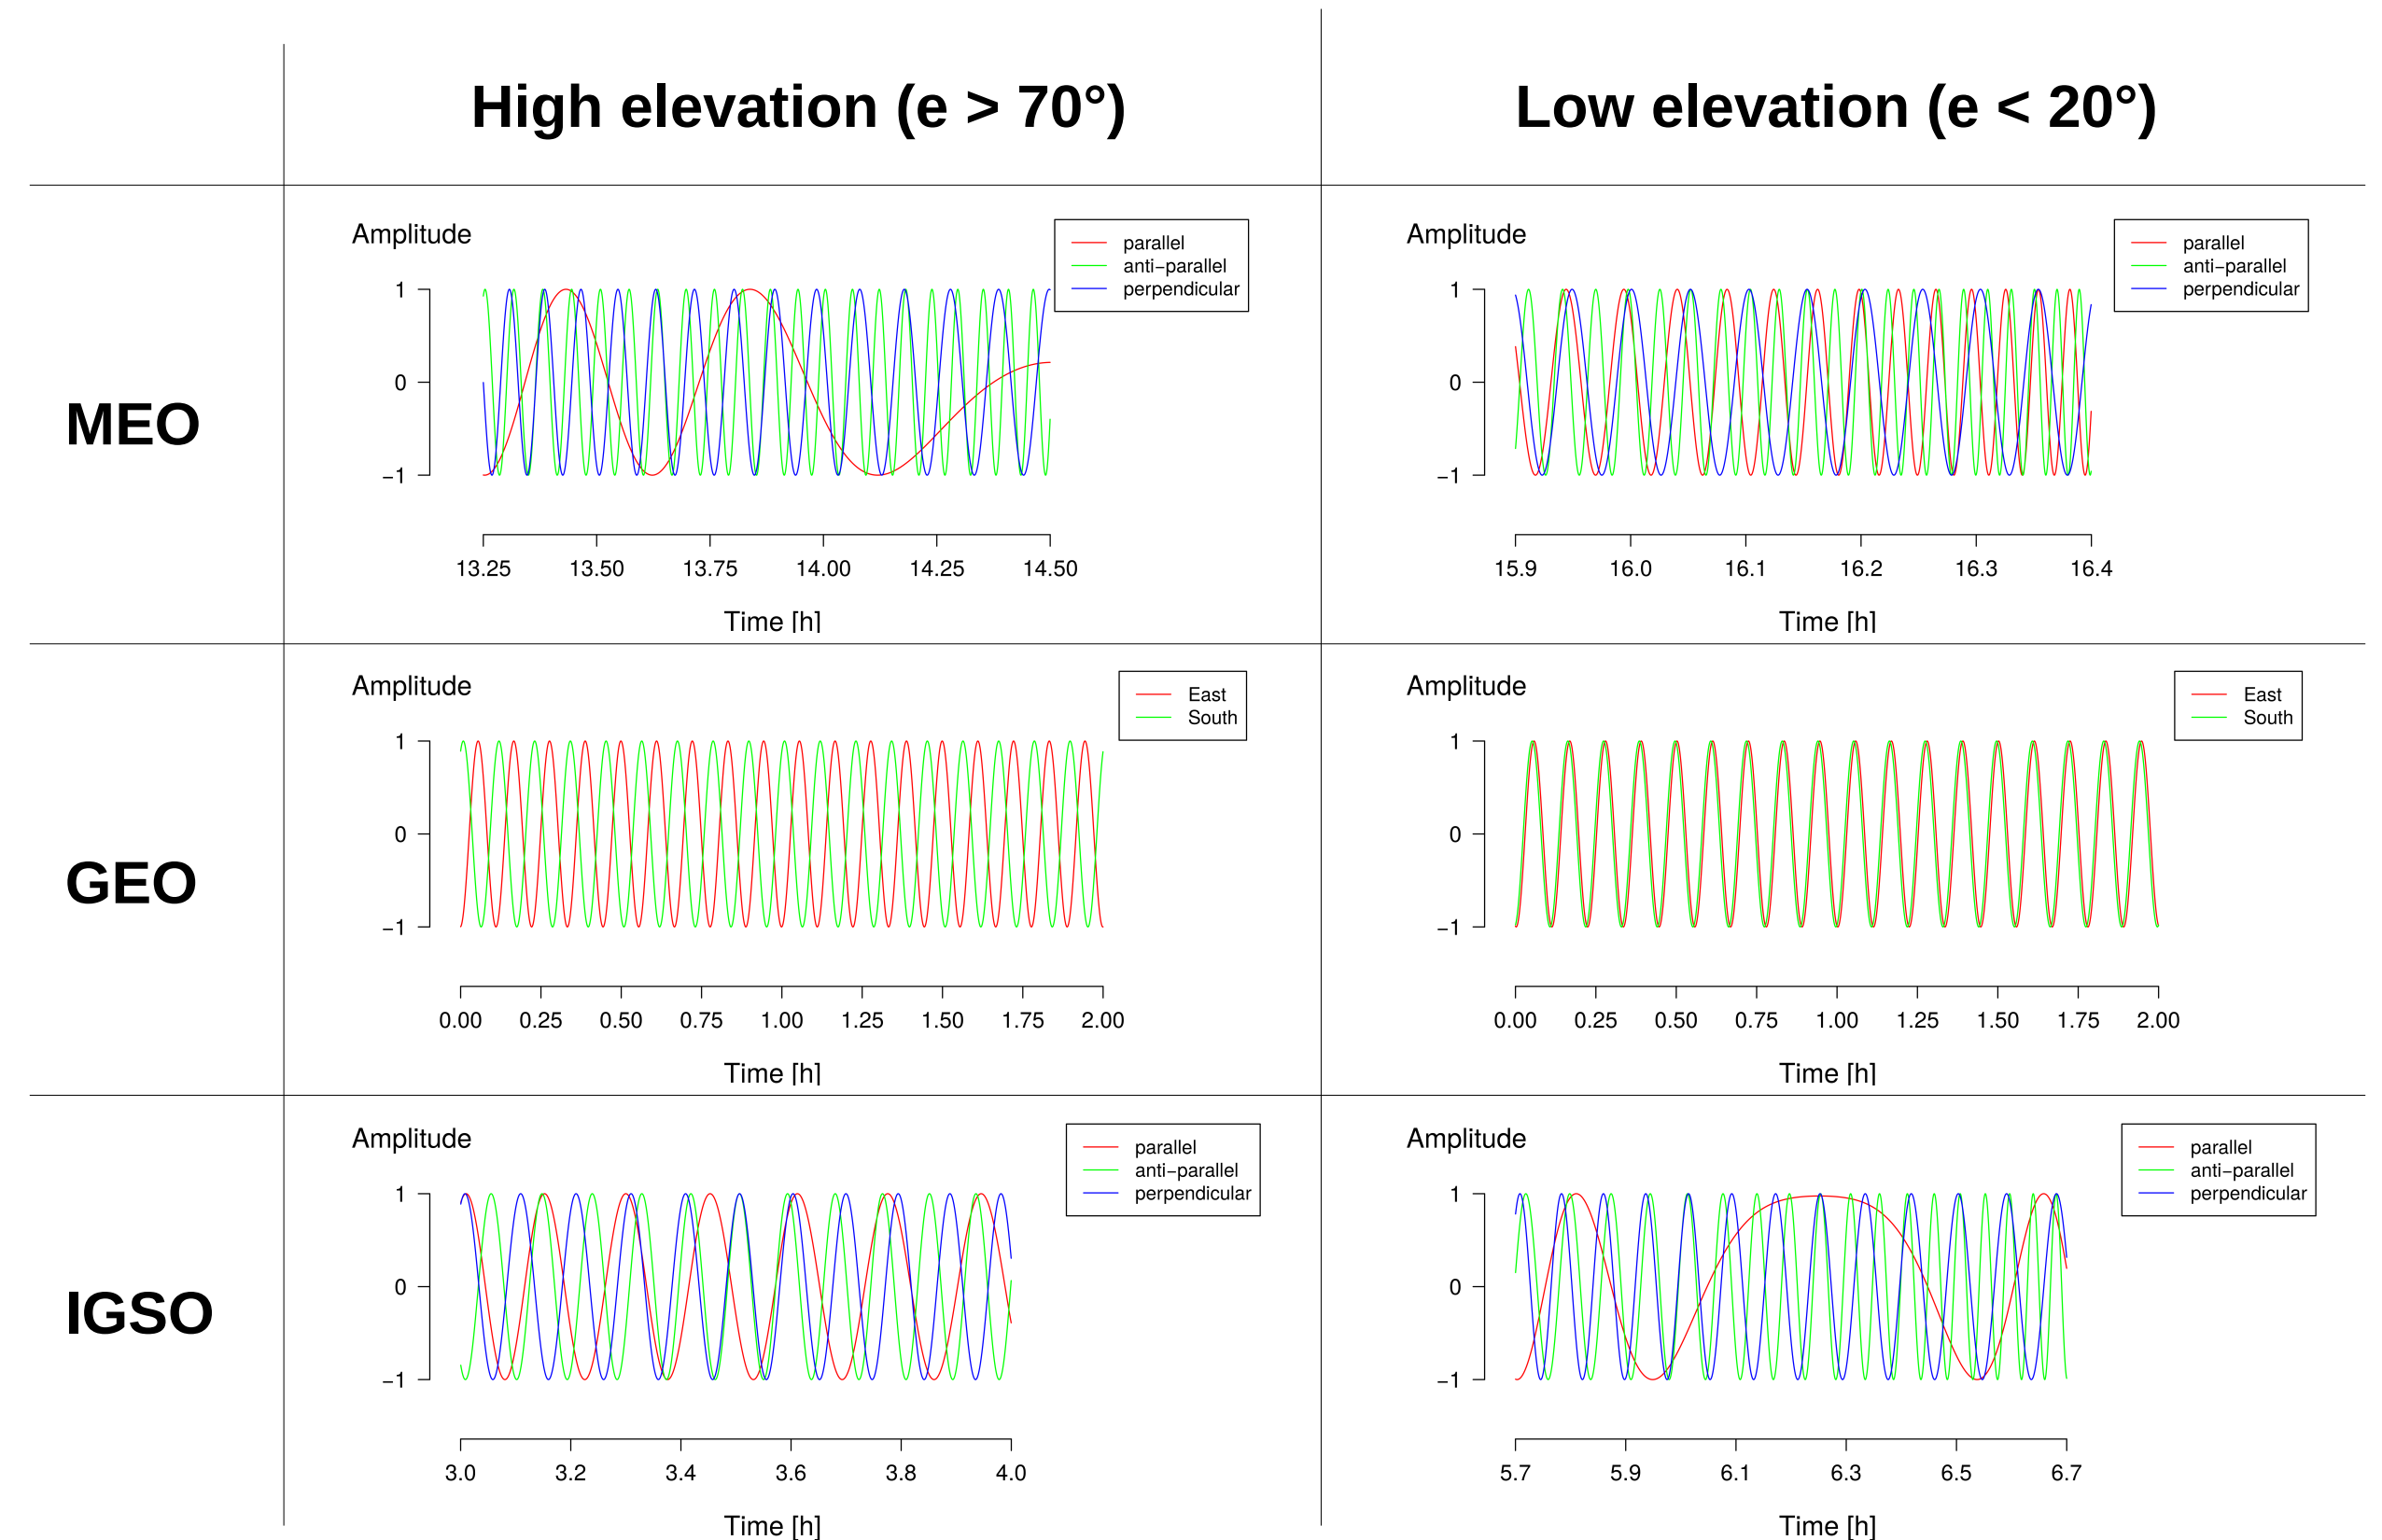 High elevation (e > 70°)
Low elevation (e < 20°)
MEO
Amplitude
parallel
anti−parallel
perpendicular
1
0
−1
13.25 13.50 13.75 14.00 14.25 14.50
Time [h]
Amplitude
parallel
anti−parallel
perpendicular
1
0
−1
15.9 16.0 16.1 16.2 16.3 16.4
Time [h]
GEO
Amplitude
East
South
1
0
−1
0.00 0.25 0.50 0.75 1.00 1.25 1.50 1.75 2.00
Time [h]
Amplitude
East
South
1
0
−1
0.00 0.25 0.50 0.75 1.00 1.25 1.50 1.75 2.00
Time [h]
IGSO
Amplitude
parallel
anti−parallel
perpendicular
1
0
−1
3.0 3.2 3.4 3.6 3.8 4.0
Time [h]
Amplitude
parallel
anti−parallel
perpendicular
1
0
−1
5.7 5.9 6.1 6.3 6.5 6.7
Time [h]